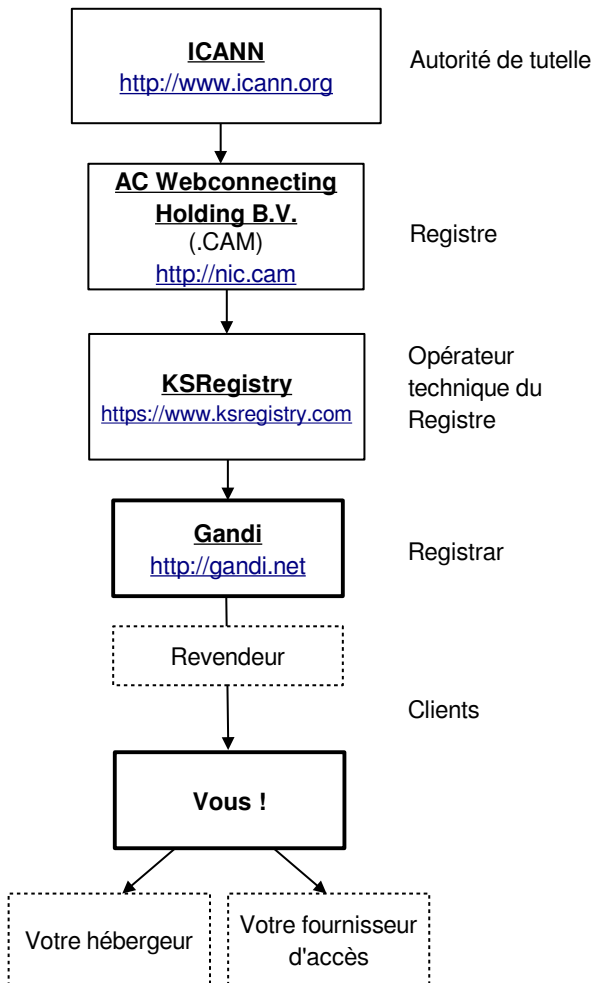 ICANN
http://www.icann.org
Autorité de tutelle
AC Webconnecting
Holding B.V.
(.CAM)
http://nic.cam
Registre
KSRegistry
https://www.ksregistry.com
Opérateur
technique du
Registre
Gandi
http://gandi.net
Registrar
Revendeur
Clients
Vous !
Votre hébergeur
Votre fournisseur
d'accès